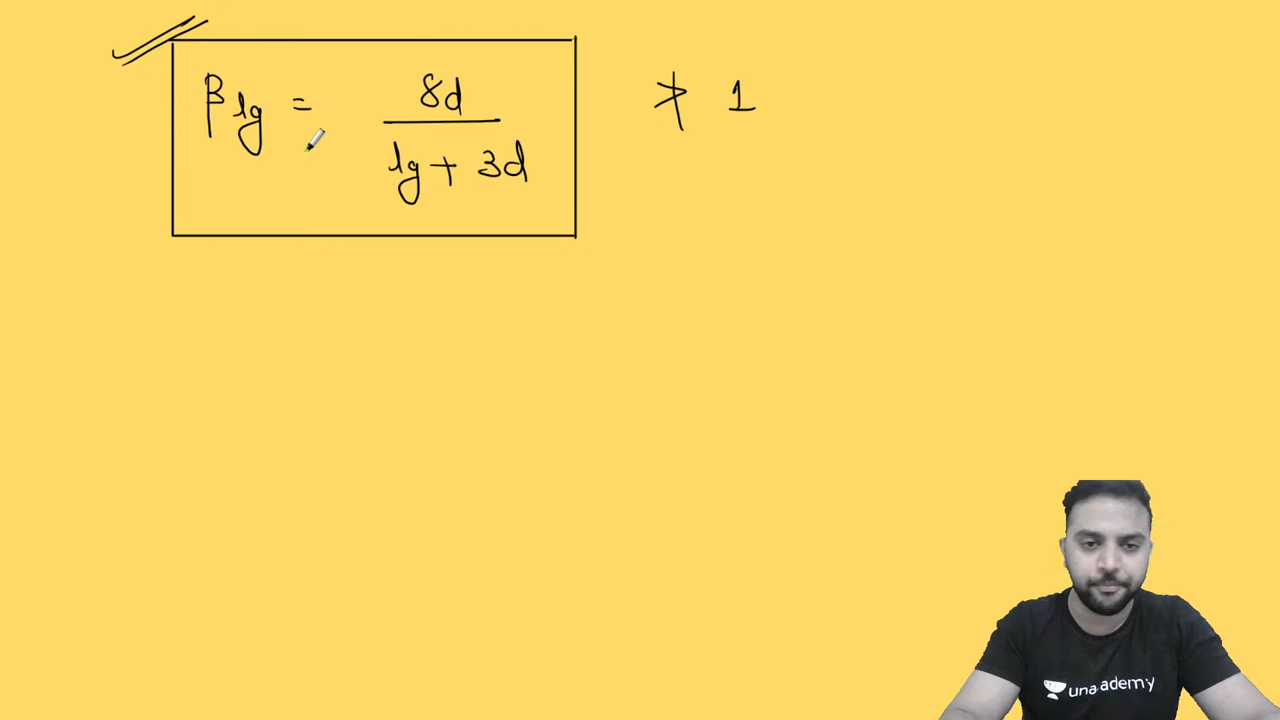 βlg = 8d / lg + 3d ≯ 1
unacademy